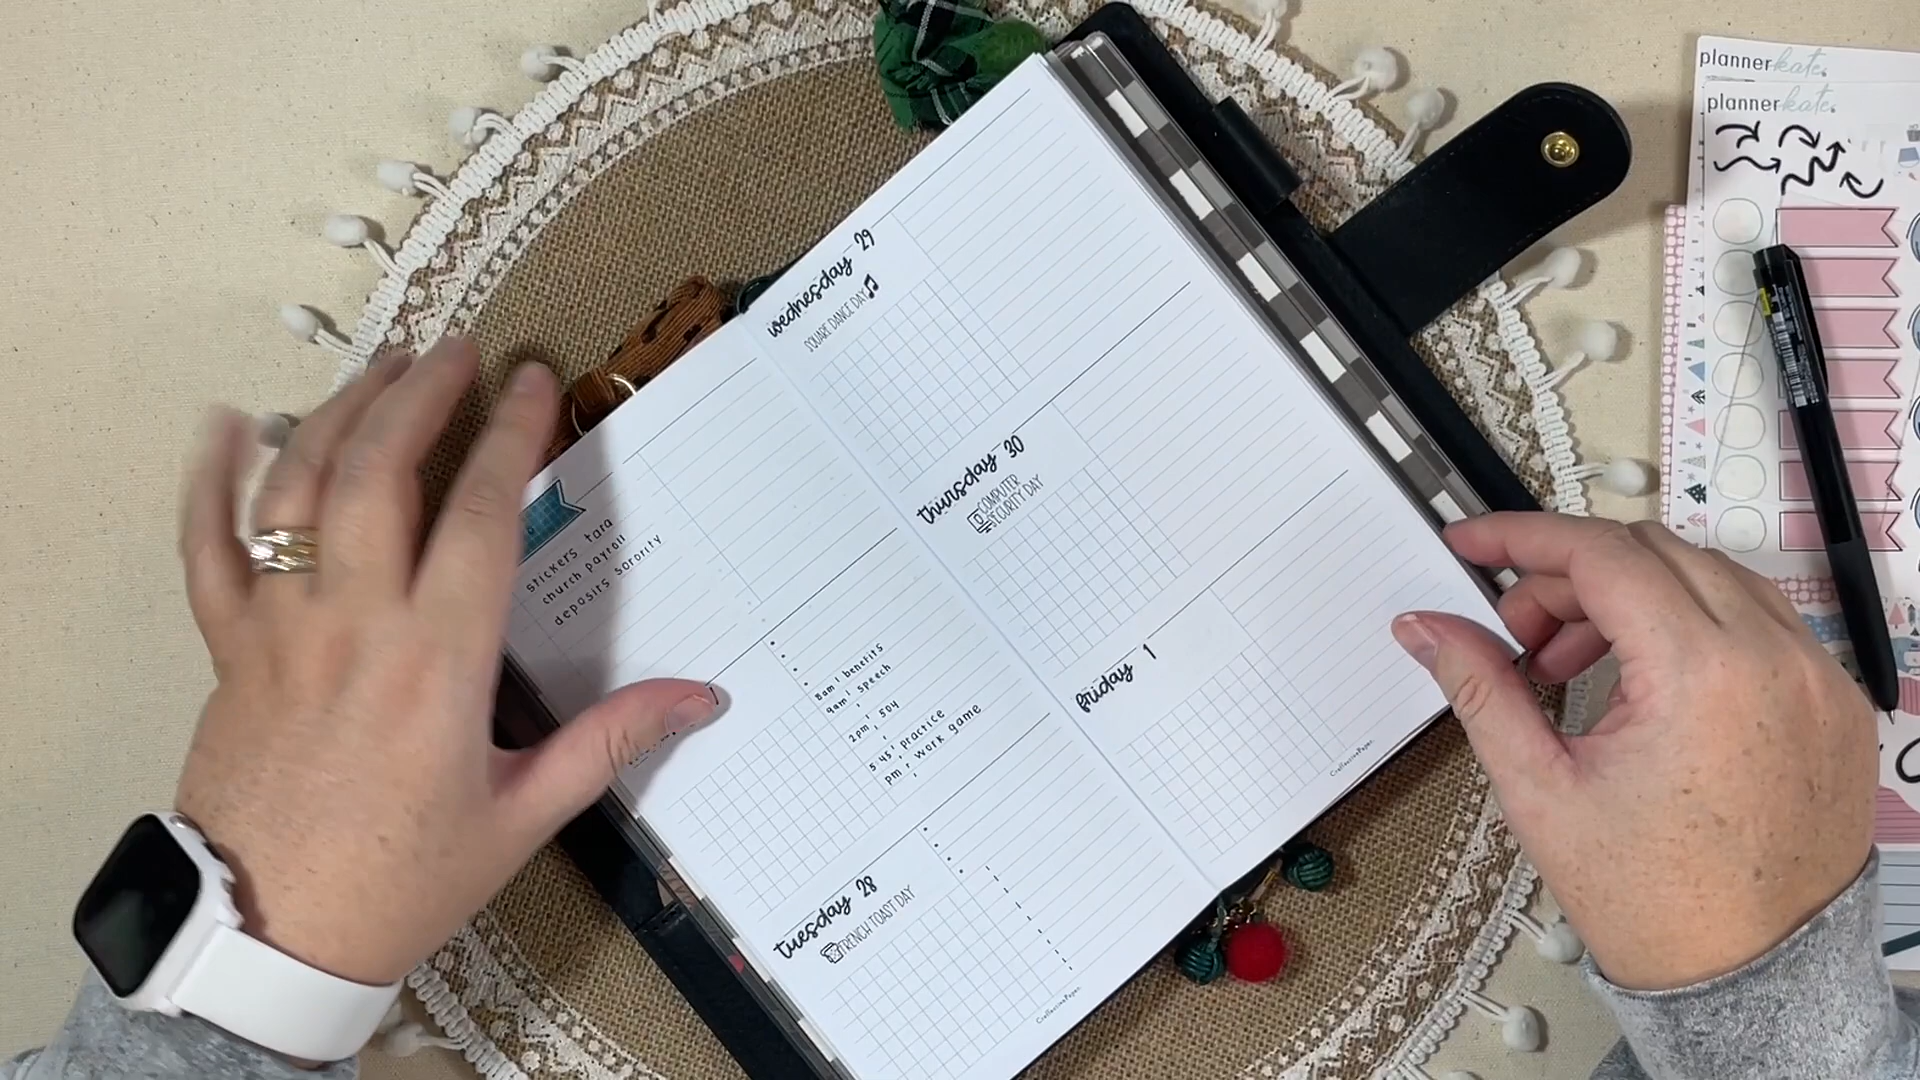 stickers tara
church payroll
deposits sorority
8am benefits
9am speech
2pm 504
5:45 practice
pm work game
tuesday 28
FRENCH TOAST DAY
CraftedVanPaper.
wednesday 29
SQUARE DANCE DAY
thursday 30
COMPUTER
SECURITY DAY
friday 1
planner kate.
planner kate.